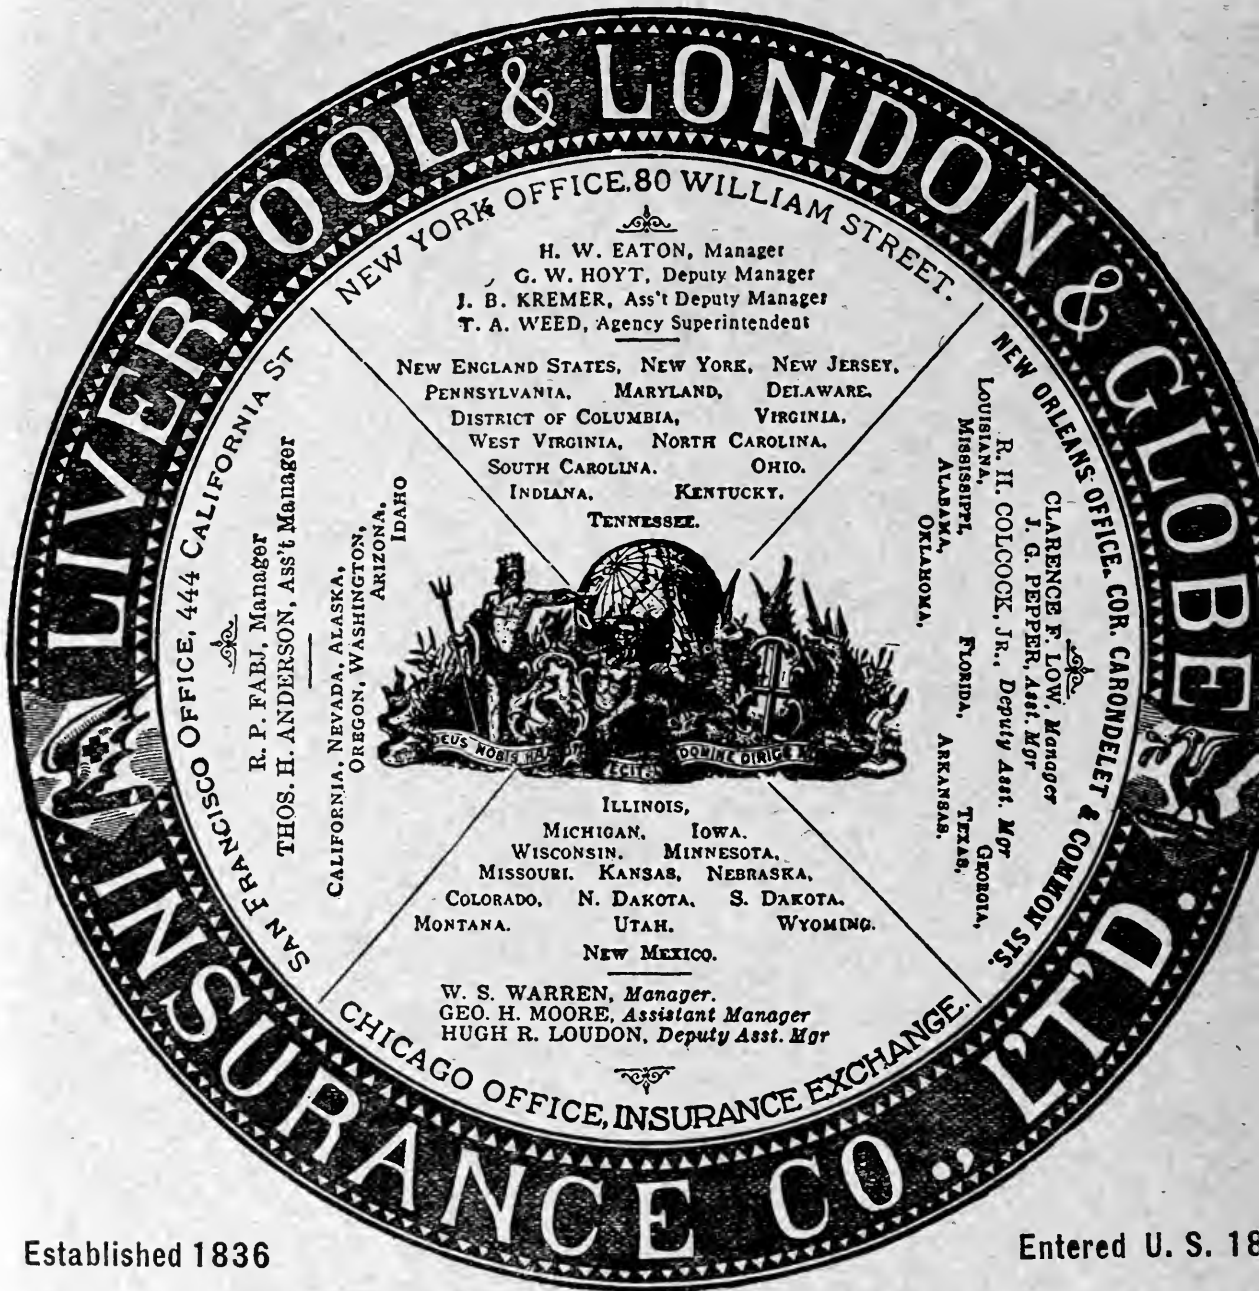 LIVERPOOL & LONDON & GLOBE
INSURANCE CO., L'T'D.
NEW YORK OFFICE. 80 WILLIAM STREET.
H. W. EATON, Manager
G. W. HOYT, Deputy Manager
J. B. KREMER, Ass't Deputy Manager
T. A. WEED, Agency Superintendent
NEW ENGLAND STATES, NEW YORK, NEW JERSEY,
PENNSYLVANIA, MARYLAND, DELAWARE,
DISTRICT OF COLUMBIA, VIRGINIA,
WEST VIRGINIA, NORTH CAROLINA,
SOUTH CAROLINA. OHIO.
INDIANA, KENTUCKY,
TENNESSEE.
NEW ORLEANS OFFICE, COR. CARONDELET & COMMON STS.
CLARENCE F. LOW, Manager
J. G. PEPPER, Asst. Mgr
R. H. COLCOCK, JR., Deputy Asst. Mgr
LOUISIANA, GEORGIA,
MISSISSIPPI, FLORIDA, TEXAS,
ALABAMA, ARKANSAS,
OKLAHOMA,
SAN FRANCISCO OFFICE, 444 CALIFORNIA ST
R. P. FABJ, Manager
THOS. H. ANDERSON, Ass't Manager
CALIFORNIA, NEVADA, ALASKA,
OREGON, WASHINGTON,
ARIZONA,
IDAHO
DEUS NOBIS ECIT DOMINE DIRIGE
ILLINOIS,
MICHIGAN, IOWA.
WISCONSIN, MINNESOTA,
MISSOURI. KANSAS, NEBRASKA,
COLORADO, N. DAKOTA, S. DAKOTA.
MONTANA. UTAH. WYOMING.
NEW MEXICO.
W. S. WARREN, Manager.
GEO. H. MOORE, Assistant Manager
HUGH R. LOUDON, Deputy Asst. Mgr
CHICAGO OFFICE, INSURANCE EXCHANGE.
Established 1836
Entered U. S. 18